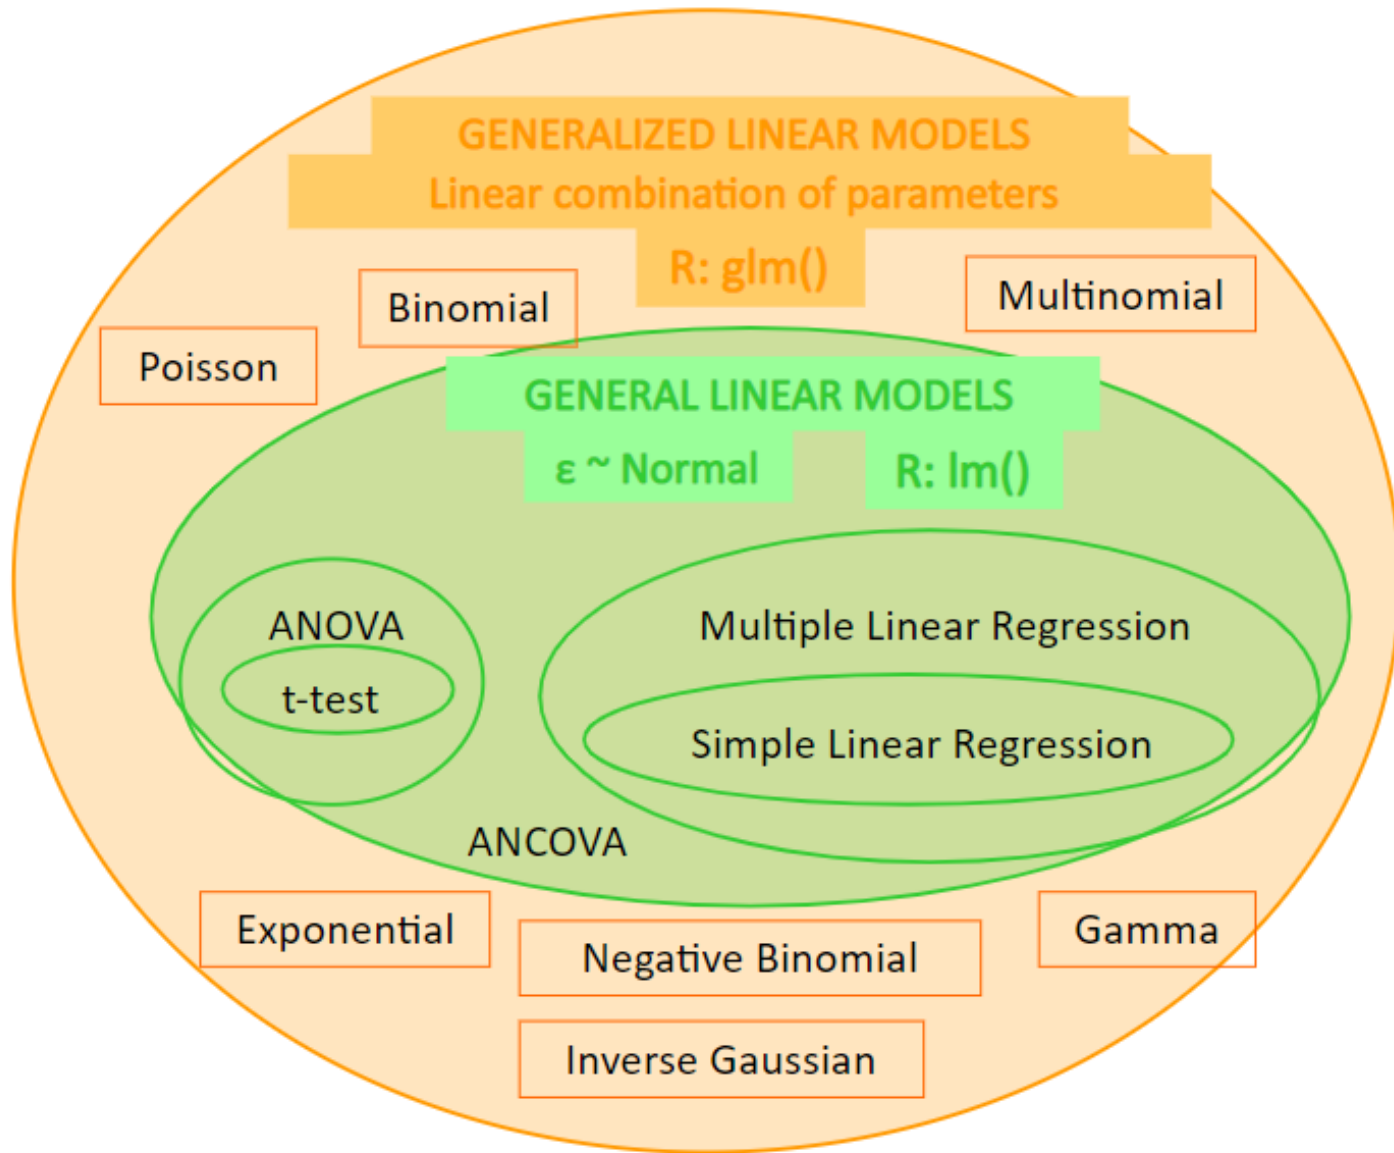 GENERALIZED LINEAR MODELS
Linear combination of parameters
R: glm()
Binomial
Multinomial
Poisson
GENERAL LINEAR MODELS
ε ~ Normal
R: lm()
ANOVA
t-test
Multiple Linear Regression
Simple Linear Regression
ANCOVA
Exponential
Negative Binomial
Gamma
Inverse Gaussian